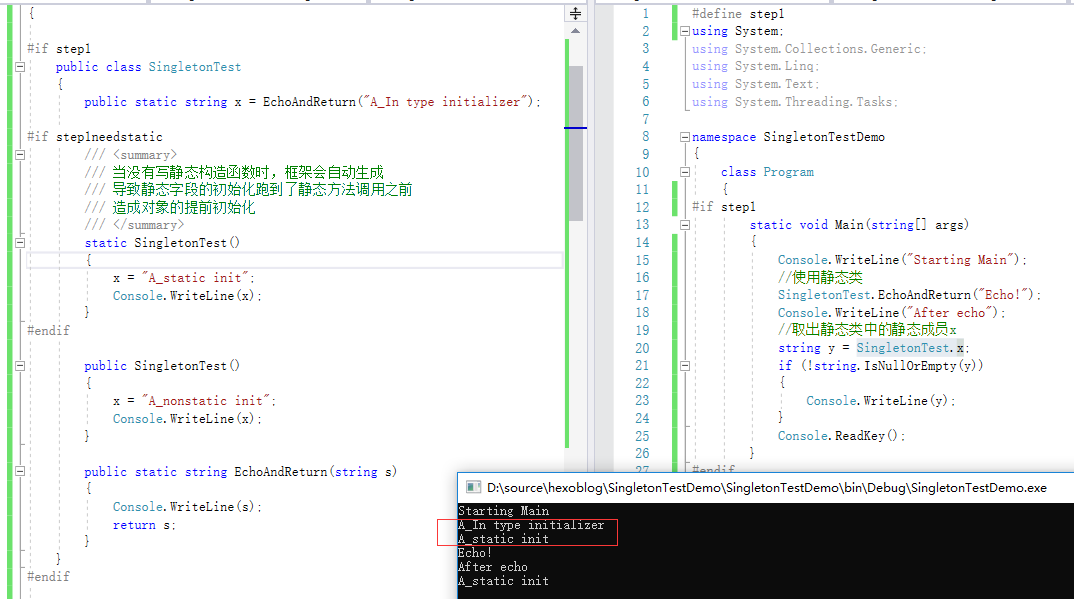 {
#if step1
public class SingletonTest
{
public static string x = EchoAndReturn("A_In type initializer");
#if step1needstatic
/// <summary>
/// 当没有写静态构造函数时，框架会自动生成
/// 导致静态字段的初始化跑到了静态方法调用之前
/// 造成对象的提前初始化
/// </summary>
static SingletonTest()
{
x = "A_static init";
Console.WriteLine(x);
}
#endif
public SingletonTest()
{
x = "A_nonstatic init";
Console.WriteLine(x);
}
public static string EchoAndReturn(string s)
{
Console.WriteLine(s);
return s;
}
}
#endif
1 #define step1
2 using System;
3 using System.Collections.Generic;
4 using System.Linq;
5 using System.Text;
6 using System.Threading.Tasks;
7
8 namespace SingletonTestDemo
9 {
10 class Program
11 {
12 #if step1
13 static void Main(string[] args)
14 {
15 Console.WriteLine("Starting Main");
16 //使用静态类
17 SingletonTest.EchoAndReturn("Echo!");
18 Console.WriteLine("After echo");
19 //取出静态类中的静态成员x
20 string y = SingletonTest.x;
21 if (!string.IsNullOrEmpty(y))
22 {
23 Console.WriteLine(y);
24 }
25 Console.ReadKey();
26 }
27 #endif
D:\source\hexoblog\SingletonTestDemo\SingletonTestDemo\bin\Debug\SingletonTestDemo.exe
Starting Main
A_In type initializer
A_static init
Echo!
After echo
A_static init